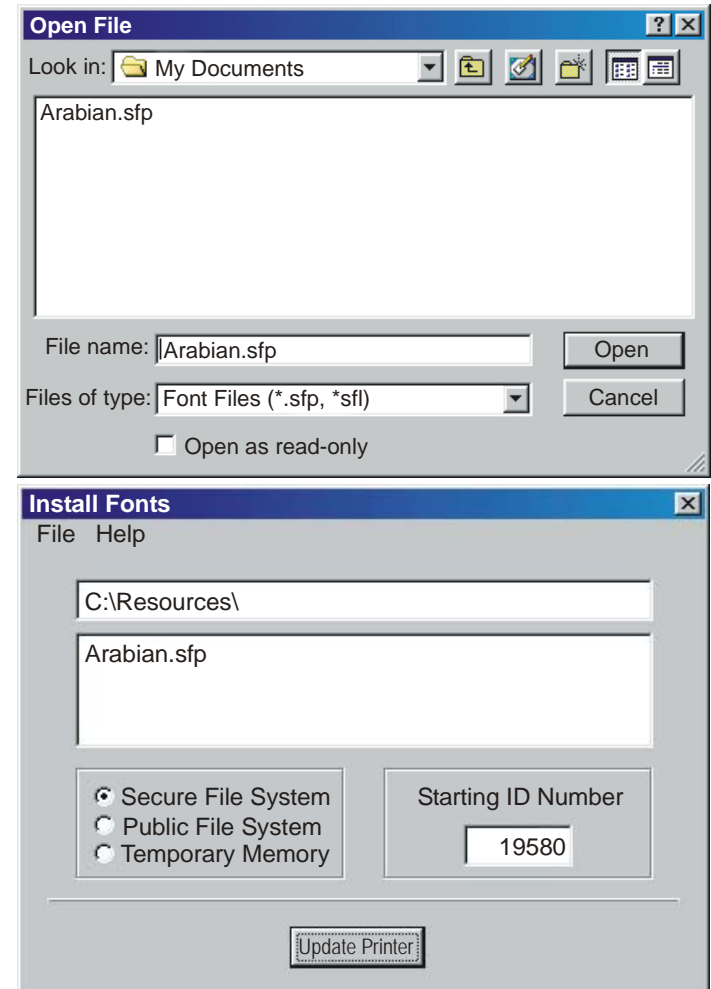 Open File
?
Look in: My Documents
Arabian.sfp
File name: Arabian.sfp Open
Files of type: Font Files (*.sfp, *sfl) Cancel
Open as read-only
Install Fonts
File Help
C:\Resources\
Arabian.sfp
Secure File System
Public File System
Temporary Memory
Starting ID Number
19580
Update Printer